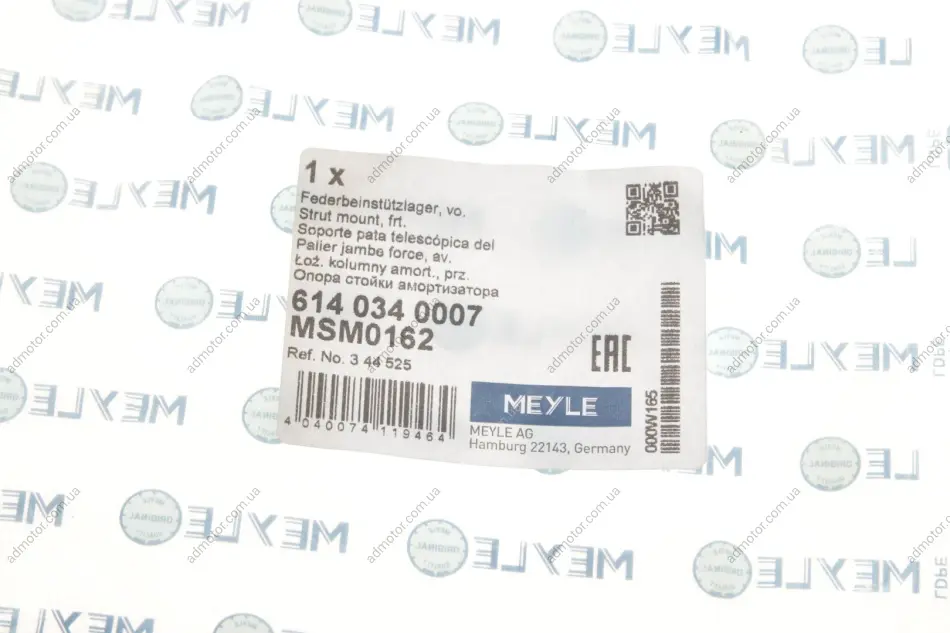 1 x
Federbeinstützlager, vo.
Strut mount, frt.
Soporte pata telescópica del
Palier jambe force, av.
Łoż. kolumny amort., prz.
Опора стойки амортизатора
614 034 0007
MSM0162
Ref. No. 3 44 525
4 040074 119464
MEYLE
MEYLE AG
Hamburg 22143, Germany
EAC
000W165
MEYLE
ORIGINAL
LDPE
admotor.com.ua